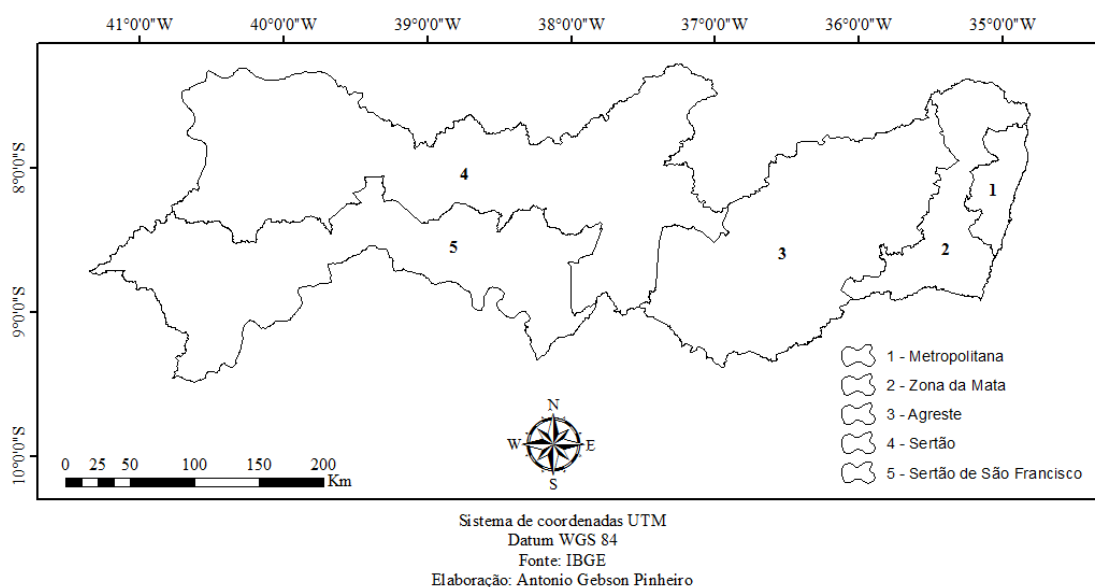 41°0'0"W 40°0'0"W 39°0'0"W 38°0'0"W 37°0'0"W 36°0'0"W 35°0'0"W
8°0'0"S
9°0'0"S
10°0'0"S
4
1
5
3
2
1 - Metropolitana
2 - Zona da Mata
3 - Agreste
4 - Sertão
5 - Sertão de São Francisco
N
W E
S
0 25 50 100 150 200
Km
Sistema de coordenadas UTM
Datum WGS 84
Fonte: IBGE
Elaboração: Antonio Gebson Pinheiro